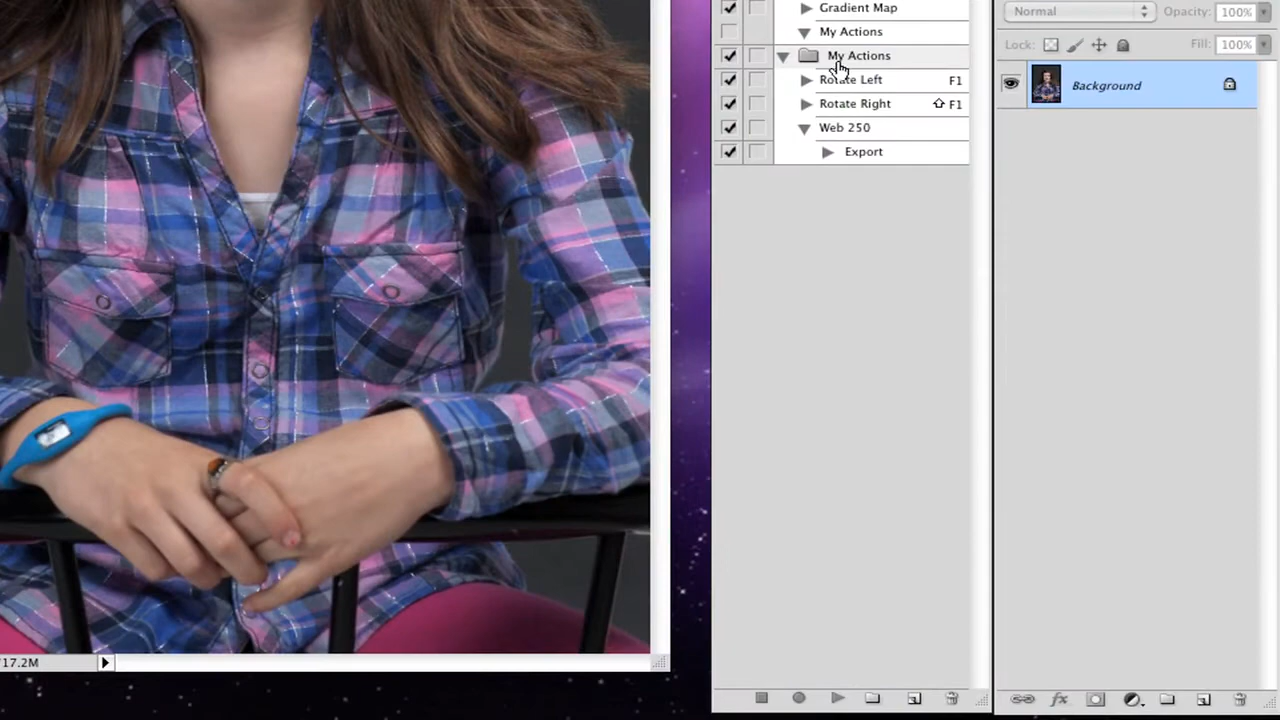 Gradient Map
My Actions
My Actions
Rotate Left F1
Rotate Right ⇧ F1
Web 250
Export
Normal Opacity: 100%
Lock: Fill: 100%
Background
17.2M
fx